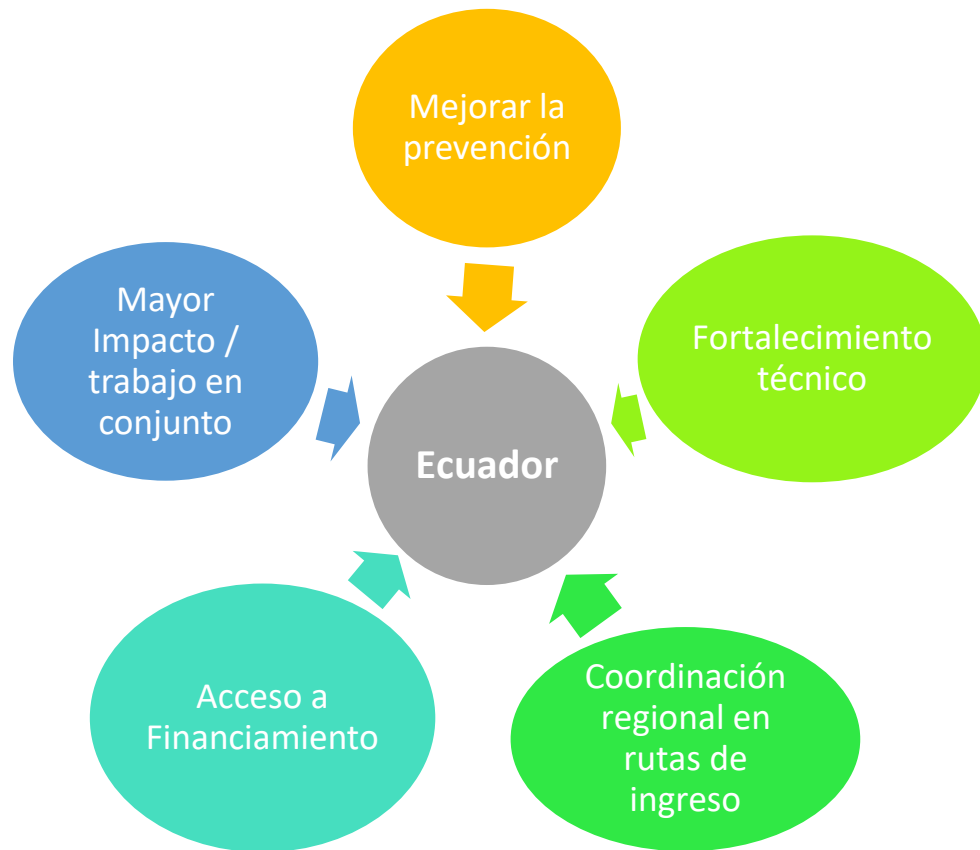 Mejorar la
prevención
Mayor
Impacto /
trabajo en
conjunto
Fortalecimiento
técnico
Ecuador
Acceso a
Financiamiento
Coordinación
regional en
rutas de
ingreso